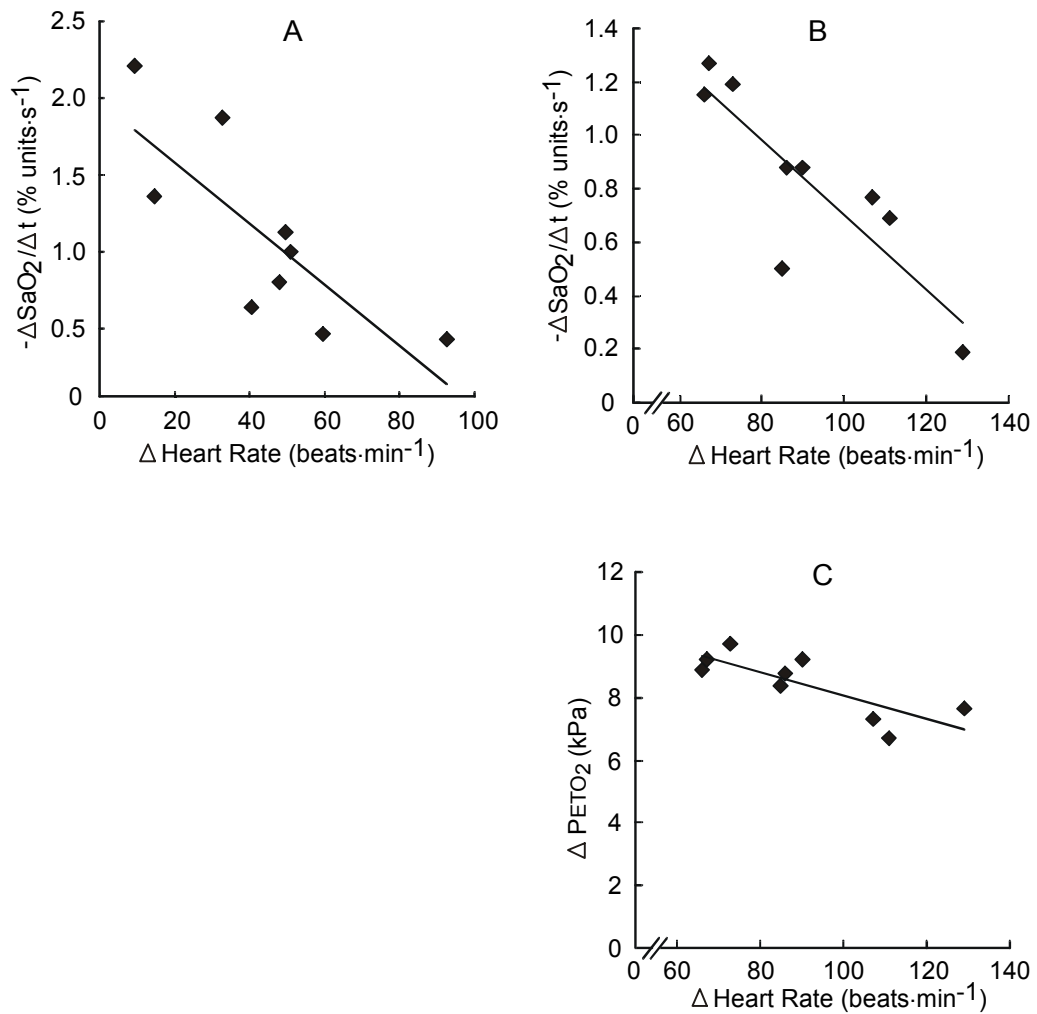 A
2.5
2.0
1.5
1.0
0.5
0
0 20 40 60 80 100
-ΔSaO2/Δt (% units·s-1)
Δ Heart Rate (beats·min-1)
B
1.4
1.2
1.0
0.8
0.6
0.4
0.2
0
0 60 80 100 120 140
-ΔSaO2/Δt (% units·s-1)
Δ Heart Rate (beats·min-1)
C
12
10
8
6
4
2
0
0 60 80 100 120 140
Δ PETO2 (kPa)
Δ Heart Rate (beats·min-1)